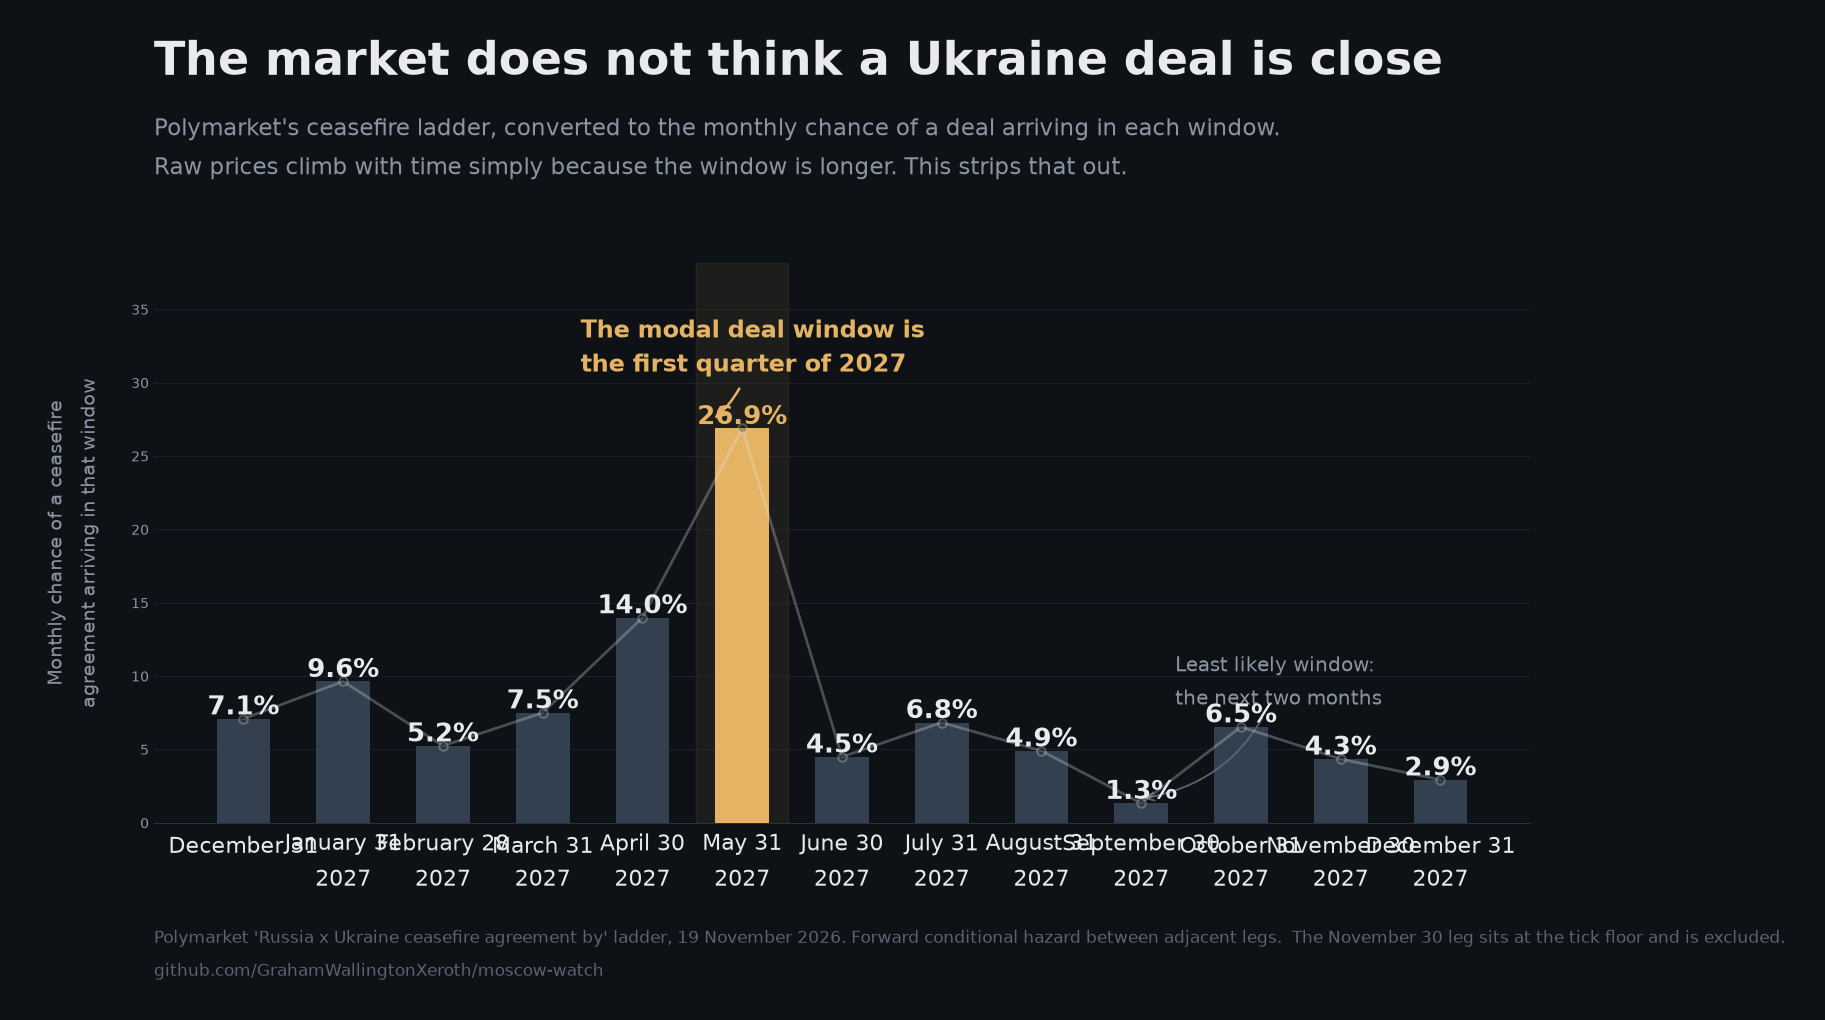 The market does not think a Ukraine deal is close
Polymarket's ceasefire ladder, converted to the monthly chance of a deal arriving in each window.
Raw prices climb with time simply because the window is longer. This strips that out.
Monthly chance of a ceasefire
agreement arriving in that window
35
30
25
20
15
10
5
0
The modal deal window is
the first quarter of 2027
26.9%
14.0%
9.6%
7.1%
5.2%
7.5%
4.5%
6.8%
4.9%
1.3%
Least likely window:
the next two months
6.5%
4.3%
2.9%
December 31
January 31
2027
February 28
2027
March 31
2027
April 30
2027
May 31
2027
June 30
2027
July 31
2027
August 31
2027
September 30
2027
October 31
2027
November 30
2027
December 31
2027
Polymarket 'Russia x Ukraine ceasefire agreement by' ladder, 19 November 2026. Forward conditional hazard between adjacent legs.  The November 30 leg sits at the tick floor and is excluded.
github.com/GrahamWallingtonXeroth/moscow-watch